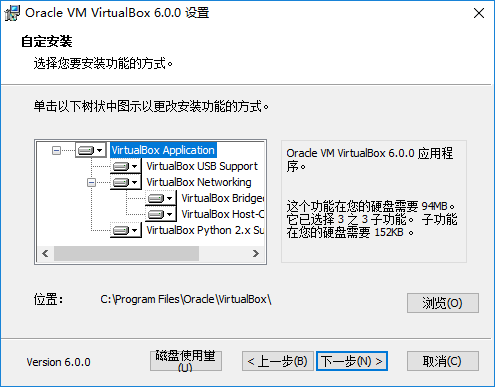 Oracle VM VirtualBox 6.0.0 设置
自定安装
选择您要安装功能的方式。
单击以下树状中图示以更改安装功能的方式。
VirtualBox Application
VirtualBox USB Support
VirtualBox Networking
VirtualBox Bridge
VirtualBox Host-C
VirtualBox Python 2.x Su
Oracle VM VirtualBox 6.0.0 应用程
序。
这个功能在您的硬盘需要 94MB。
它已选择 3 之 3 子功能。 子功能
在您的硬盘需要 152KB 。
位置：
C:\Program Files\Oracle\VirtualBox\
浏览(O)
Version 6.0.0
磁盘使用量
(U)
< 上一步(B)
下一步(N) >
取消(C)